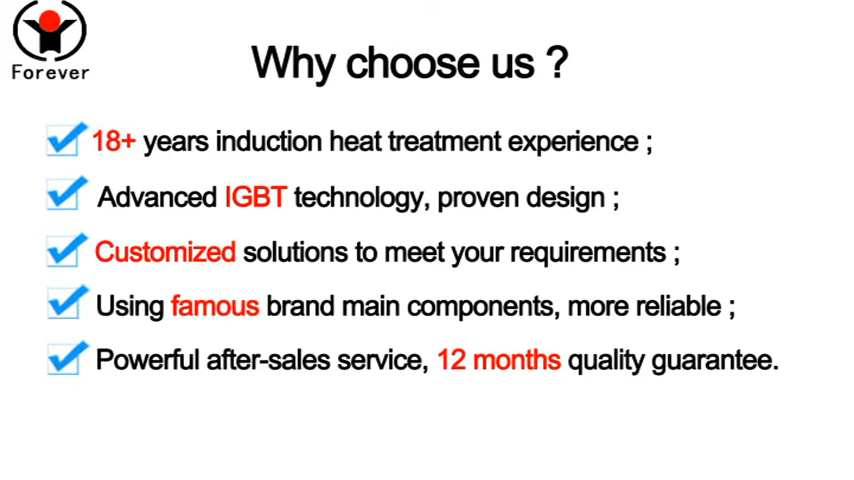 Forever
Why choose us ?
18+ years induction heat treatment experience ;
Advanced IGBT technology, proven design ;
Customized solutions to meet your requirements ;
Using famous brand main components, more reliable ;
Powerful after-sales service, 12 months quality guarantee.